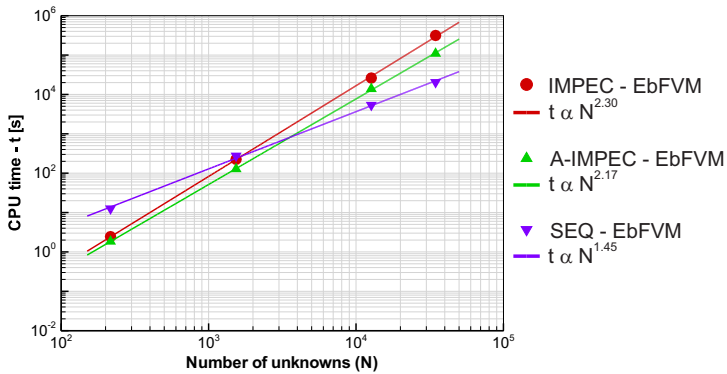 10^6
10^4
10^2
10^0
10^-2
CPU time - t [s]
10^2
10^3
10^4
10^5
Number of unknowns (N)
IMPEC - EbFVM
t α N^2.30
A-IMPEC - EbFVM
t α N^2.17
SEQ - EbFVM
t α N^1.45